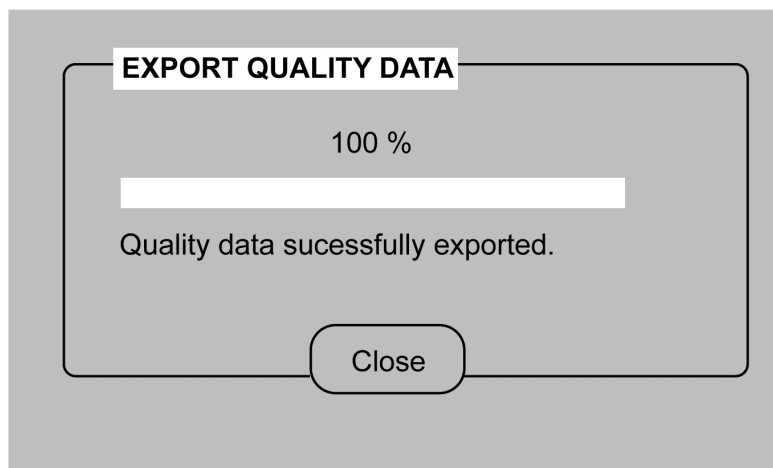 EXPORT QUALITY DATA
100 %
Quality data sucessfully exported.
Close